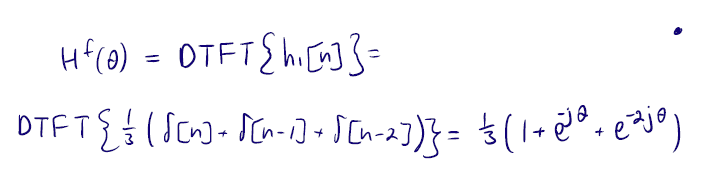 H^f(θ) = DTFT{h₁[n]}=
DTFT{1/3(δ[n]+δ[n-1]+δ[n-2])}= 1/3(1+e^{-jθ}+e^{-2jθ})